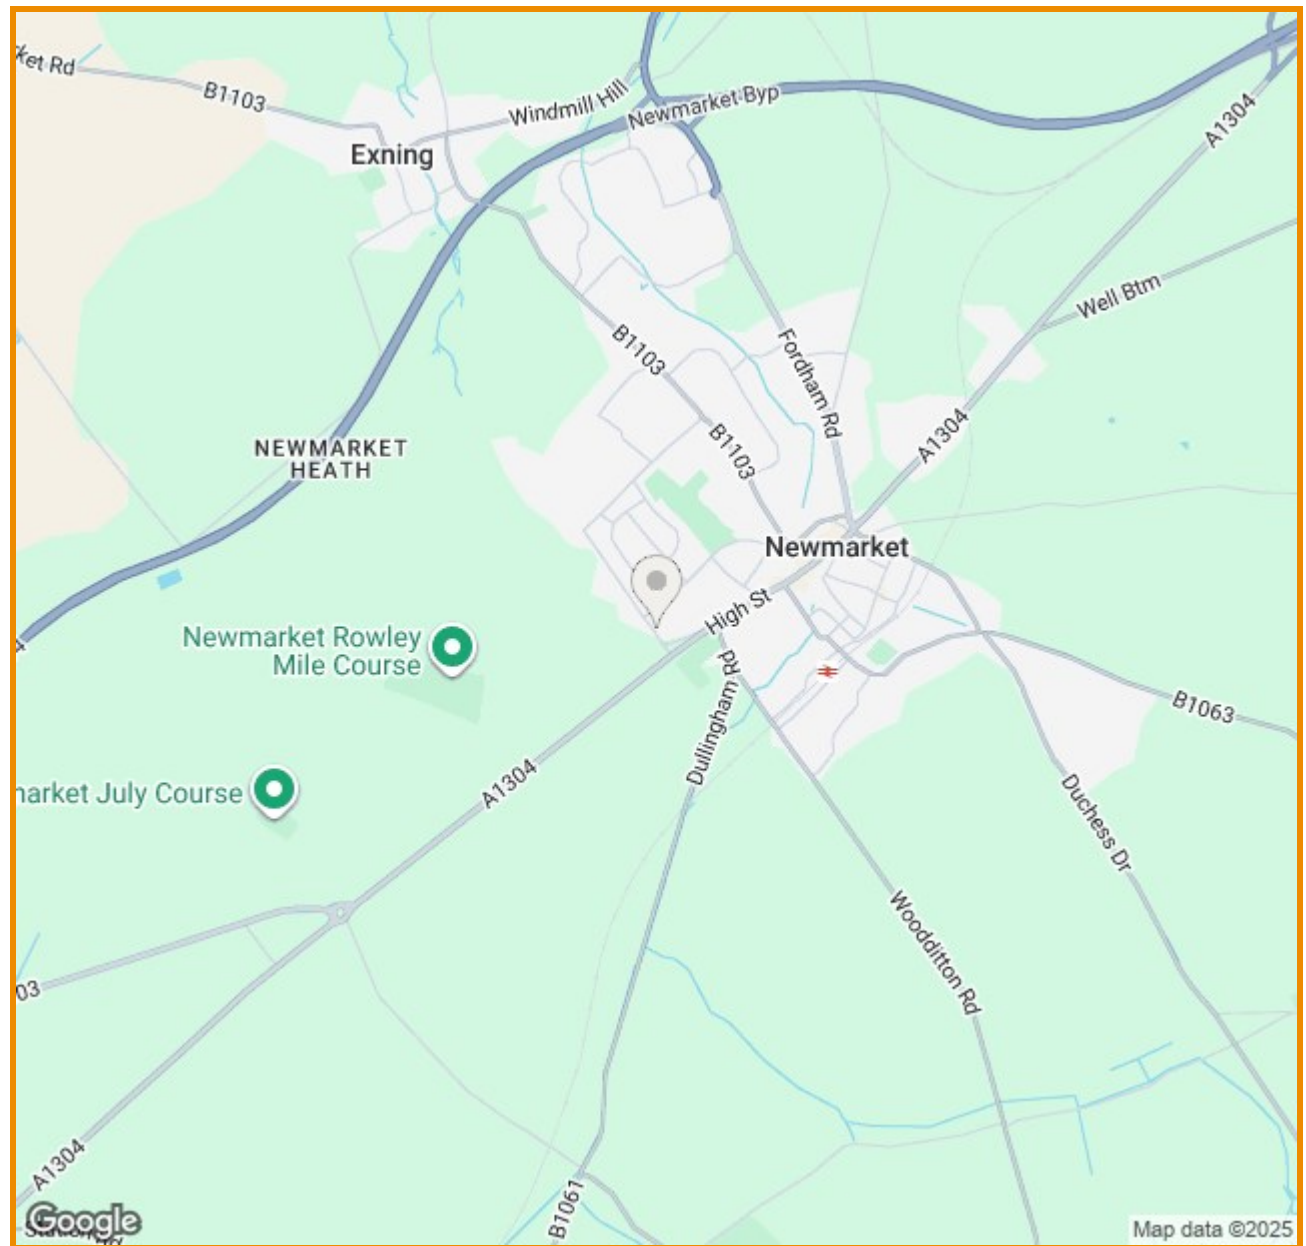 ket Rd
B1103
Windmill Hill
Newmarket Byp
A1304
Exning
Well Btm
B1103
Fordham Rd
NEWMARKET
HEATH
B1103
A1304
Newmarket
High St
Newmarket Rowley
Mile Course
Dullingham Rd
B1063
market July Course
A1304
Duchess Dr
Woodditton Rd
03
A1304
B1061
Google
Map data ©2025